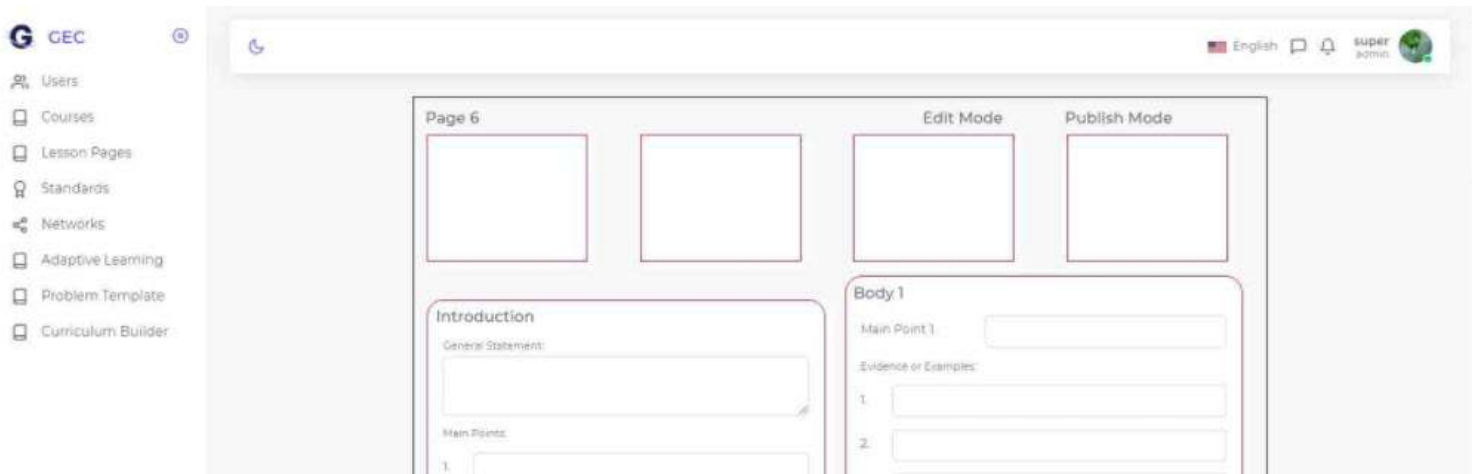 G GEC
Users
Courses
Lesson Pages
Standards
Networks
Adaptive Learning
Problem Template
Curriculum Builder
English
super
admin
Page 6
Edit Mode
Publish Mode
Introduction
General Statement:
Main Points:
1.
Body 1
Main Point 1:
Evidence or Examples:
1.
2.